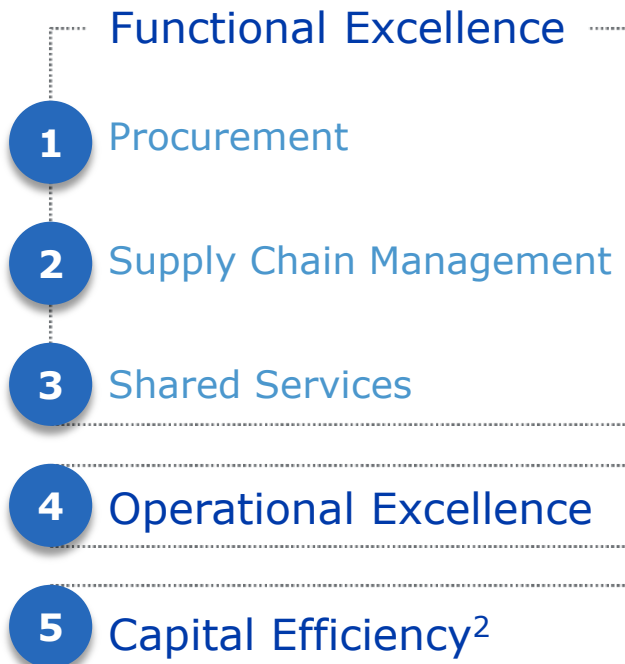 Functional Excellence
1 Procurement
2 Supply Chain Management
3 Shared Services
4 Operational Excellence
5 Capital Efficiency²